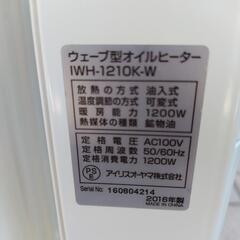 ウェーブ型オイルヒーター
IWH-1210K-W
放熱の方式 油入式
温度調節の方式 可変式
暖房能力 1200W
熱媒体の種類 鉱物油
定格電圧 AC100V
定格周波数 50/60Hz
定格消費電力 1200W
PS
E
アイリスオーヤマ株式会社
Serial No: 160804214
2016年製
MADE IN CHINA